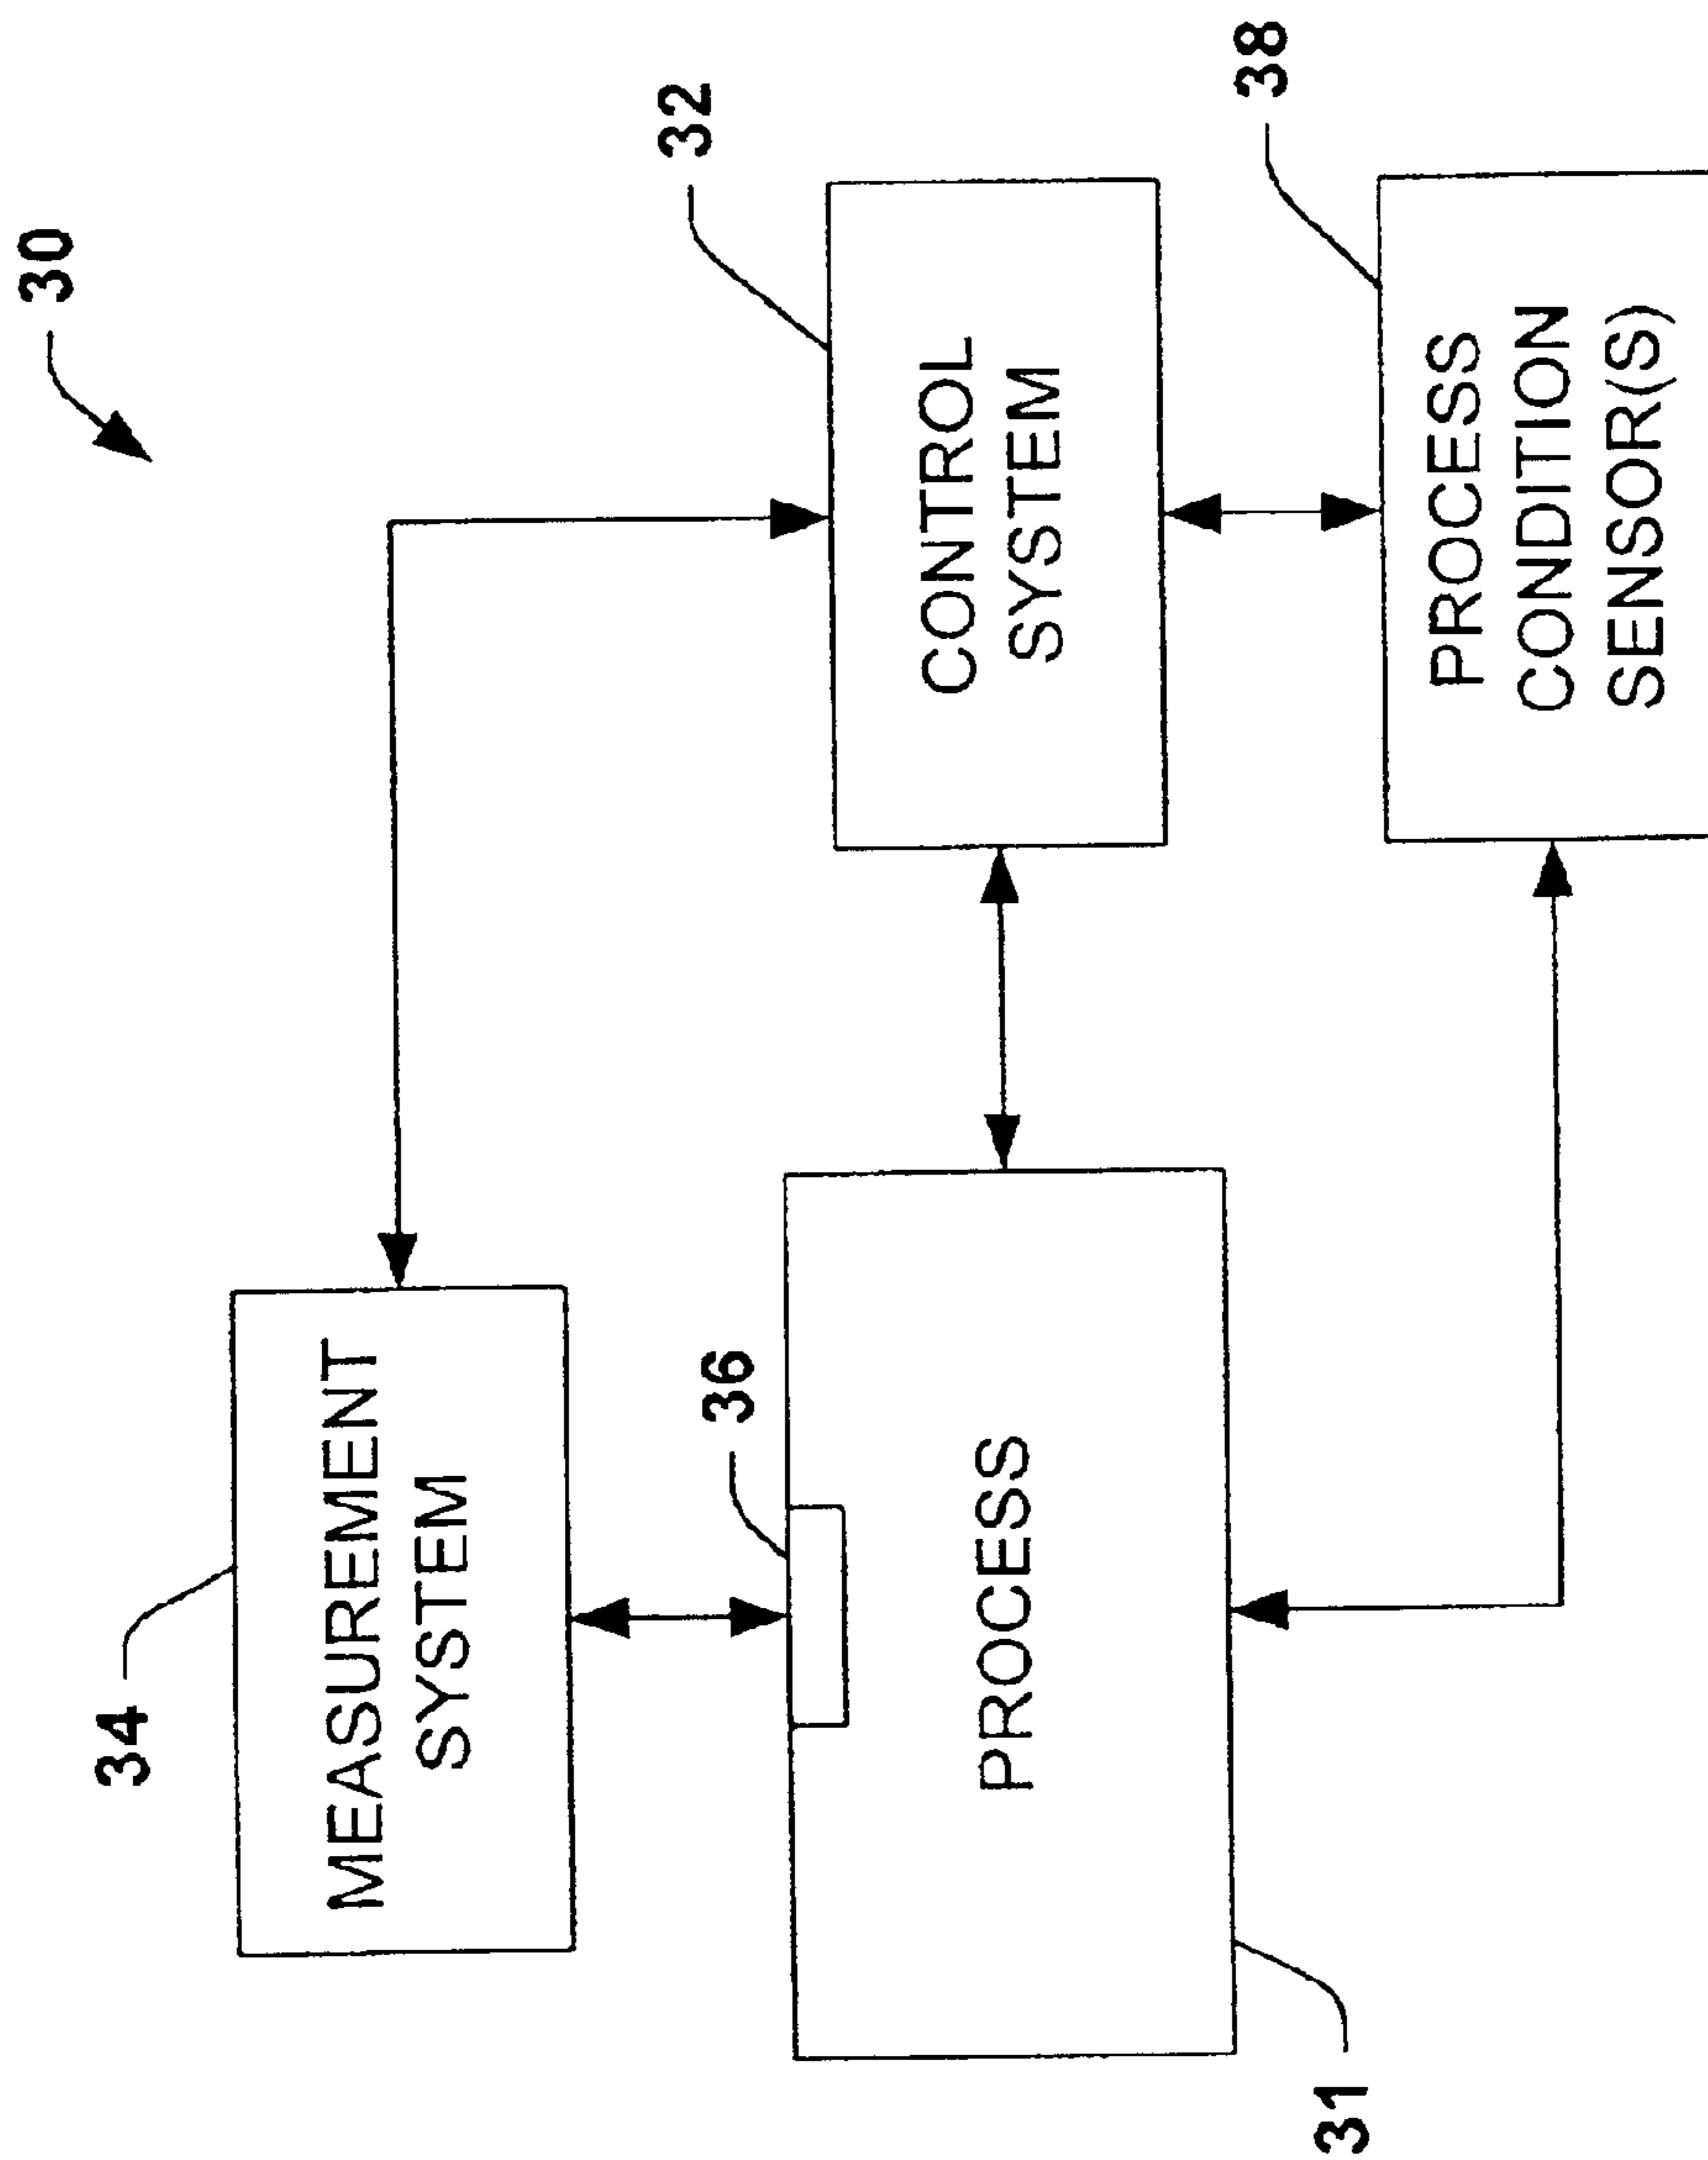 30
34
MEASUREMENT
SYSTEM
32
36
CONTROL
SYSTEM
PROCESS
38
31
PROCESS
CONDITION
SENSOR(S)